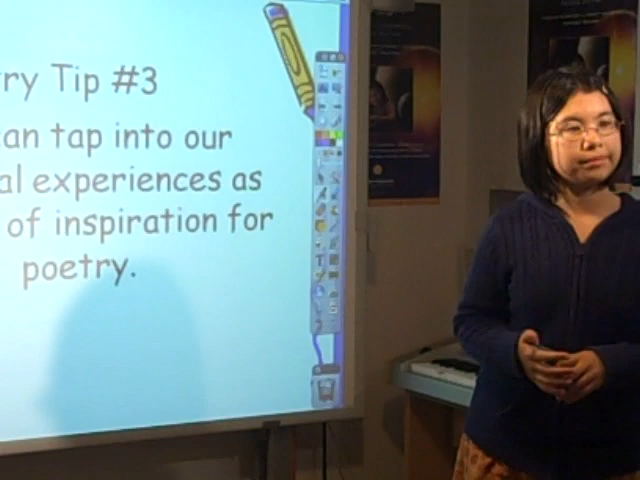 ry Tip #3
an tap into our
al experiences as
of inspiration for
poetry.